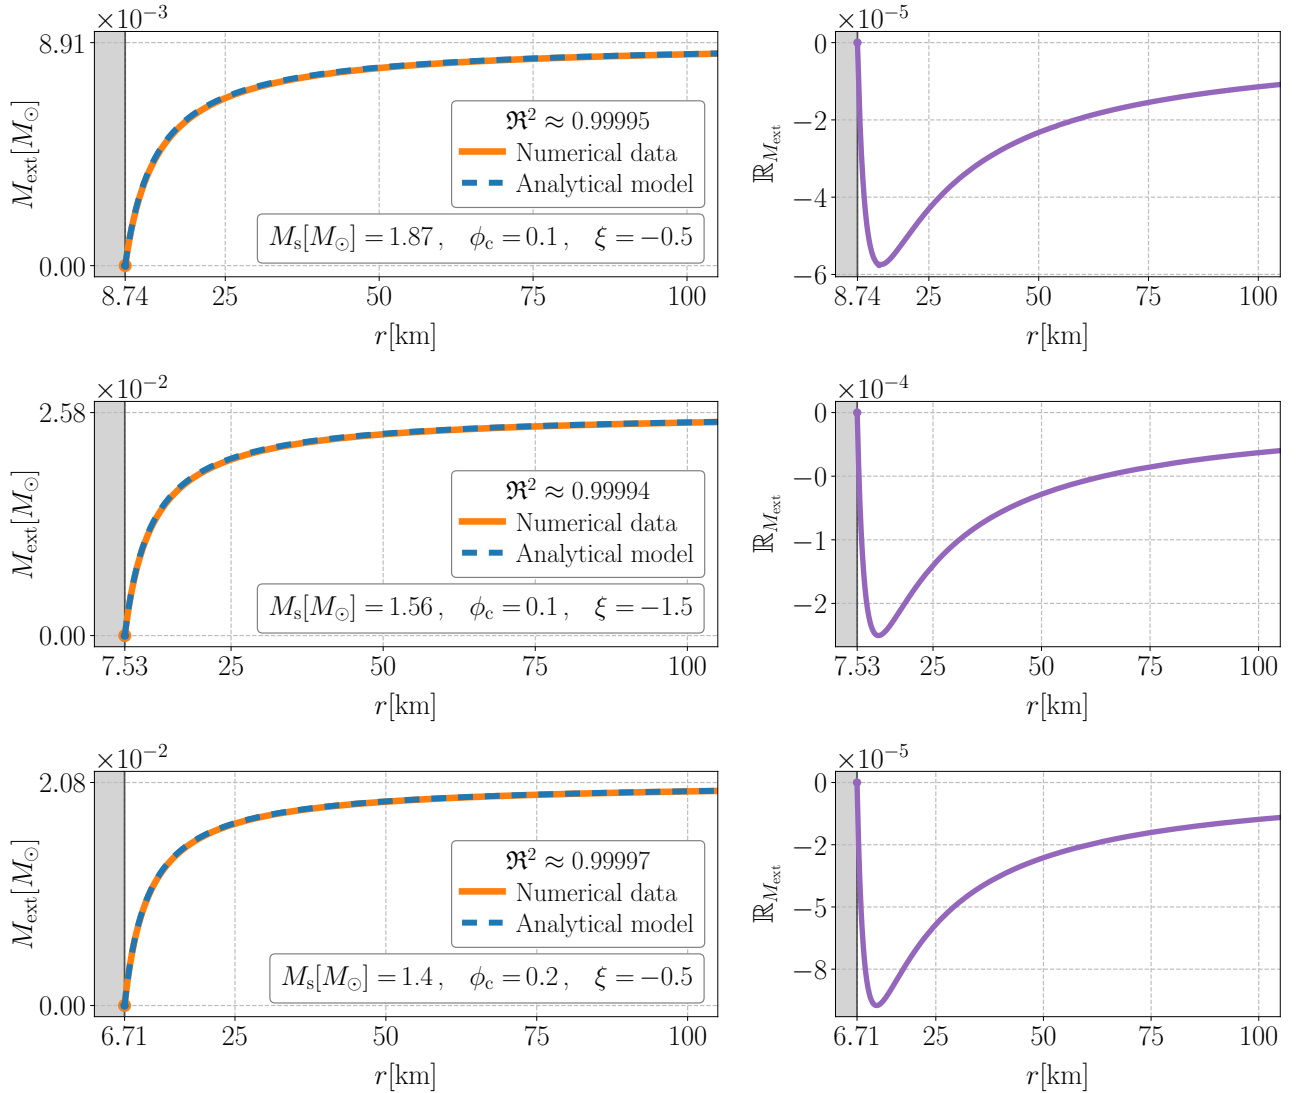 ×10⁻³
8.91
0.00
M_ext[M_⊙]
ℜ² ≈ 0.99995
Numerical data
Analytical model
M_s[M_⊙] = 1.87, ϕ_c = 0.1, ξ = −0.5
8.74 25 50 75 100
r[km]
×10⁻⁵
0
−2
−4
−6
ℝ_{M_ext}
8.74 25 50 75 100
r[km]
×10⁻²
2.58
0.00
M_ext[M_⊙]
ℜ² ≈ 0.99994
Numerical data
Analytical model
M_s[M_⊙] = 1.56, ϕ_c = 0.1, ξ = −1.5
7.53 25 50 75 100
r[km]
×10⁻⁴
0
−0
−1
−2
ℝ_{M_ext}
7.53 25 50 75 100
r[km]
×10⁻²
2.08
0.00
M_ext[M_⊙]
ℜ² ≈ 0.99997
Numerical data
Analytical model
M_s[M_⊙] = 1.4, ϕ_c = 0.2, ξ = −0.5
6.71 25 50 75 100
r[km]
×10⁻⁵
0
−2
−5
−8
ℝ_{M_ext}
6.71 25 50 75 100
r[km]